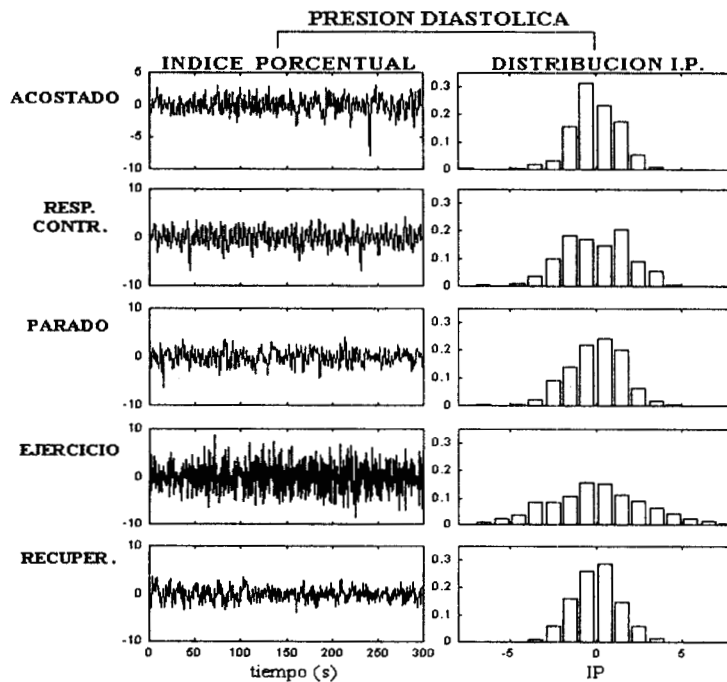 PRESION DIASTOLICA
INDICE PORCENTUAL
DISTRIBUCION I.P.
ACOSTADO
5
0
-5
-10
0.3
0.2
0.1
0
RESP.
CONTR.
10
0
-10
0.3
0.2
0.1
0
PARADO
10
0
-10
0.3
0.2
0.1
0
EJERCICIO
10
0
-10
0.3
0.2
0.1
0
RECUPER.
10
0
-10
0.3
0.2
0.1
0
0 50 100 150 200 250 300
-5 0 5
tiempo (s)
IP